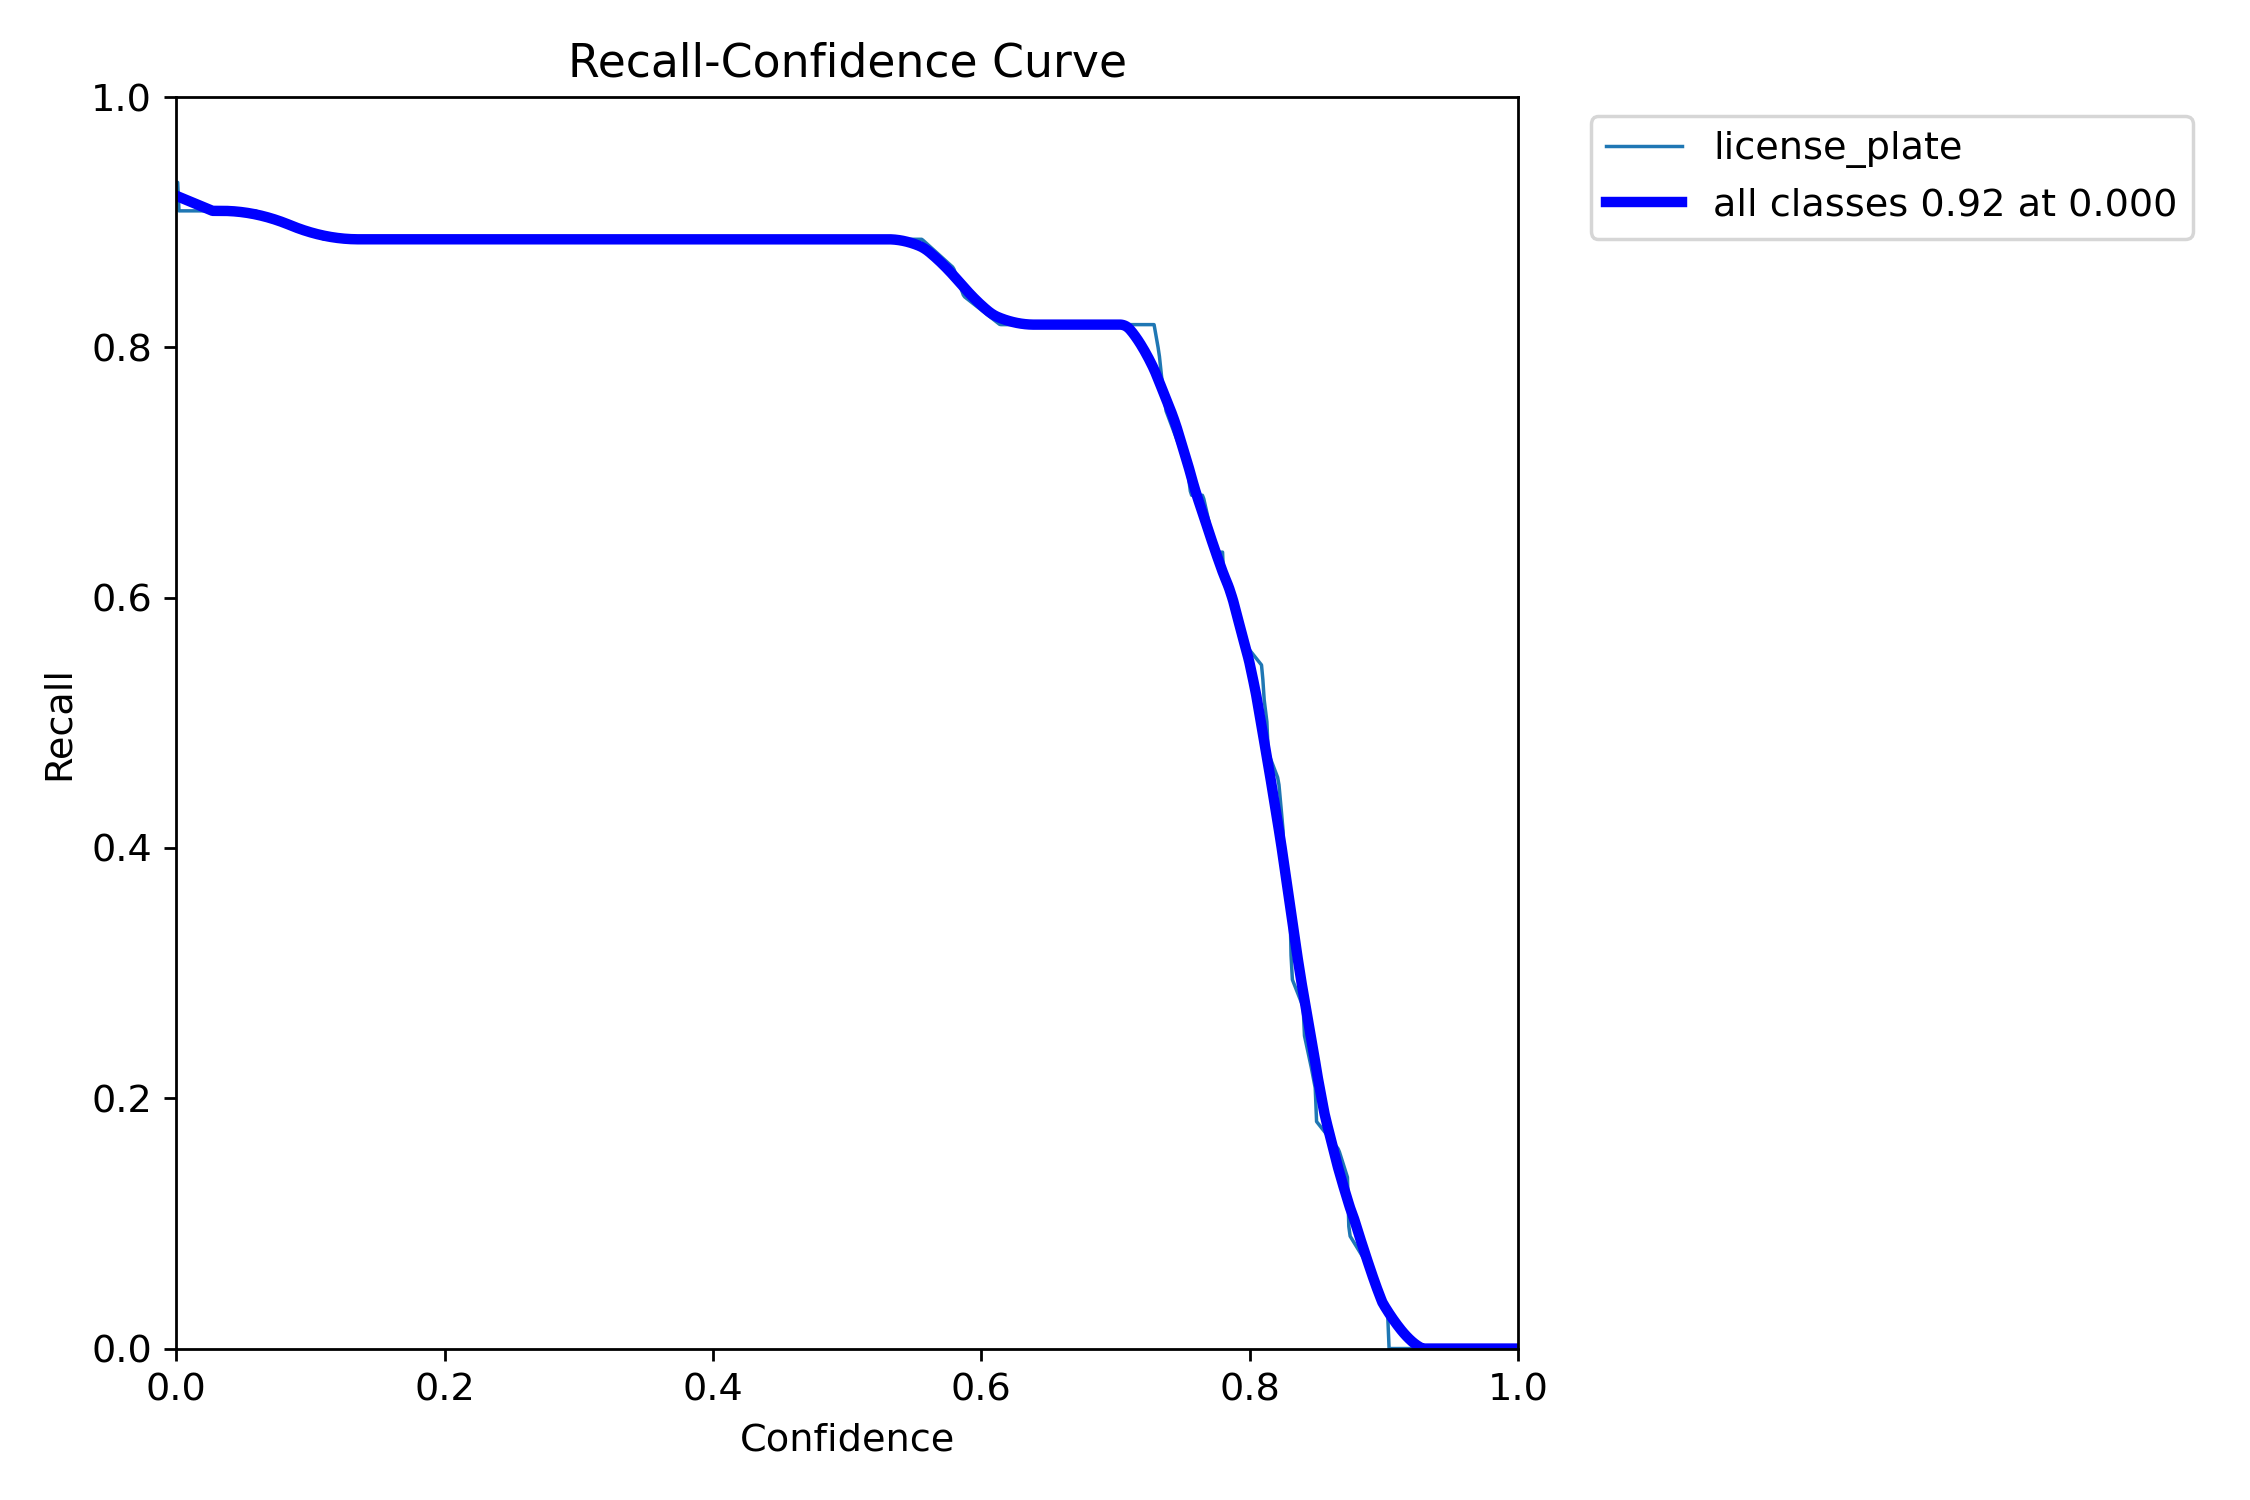 Recall-Confidence Curve
1.0
0.8
0.6
0.4
0.2
0.0
Recall
0.0 0.2 0.4 0.6 0.8 1.0
Confidence
license_plate
all classes 0.92 at 0.000